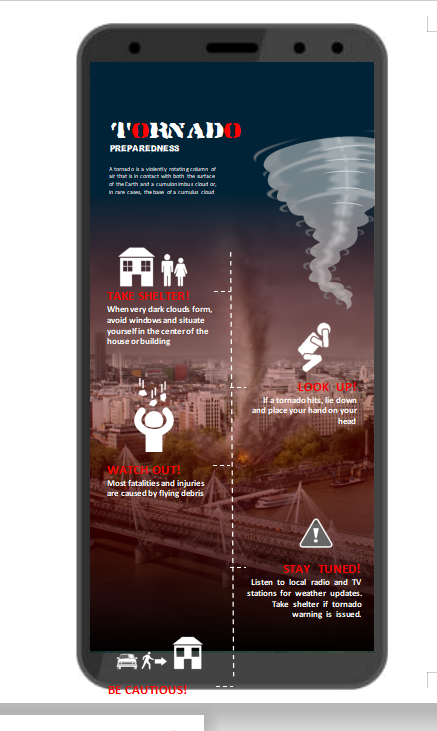 TORNADO
PREPAREDNESS
A tornado is a violently rotating column of
air that is in contact with both the surface
of the Earth and a cumulonimbus cloud or,
in rare cases, the base of a cumulus cloud
TAKE SHELTER!
When very dark clouds form,
avoid windows and situate
yourself in the center of the
house or building
LOOK UP!
If a tornado hits, lie down
and place your hand on your
head
WATCH OUT!
Most fatalities and injuries
are caused by flying debris
STAY TUNED!
Listen to local radio and TV
stations for weather updates.
Take shelter if tornado
warning is issued.
BE CAUTIOUS!